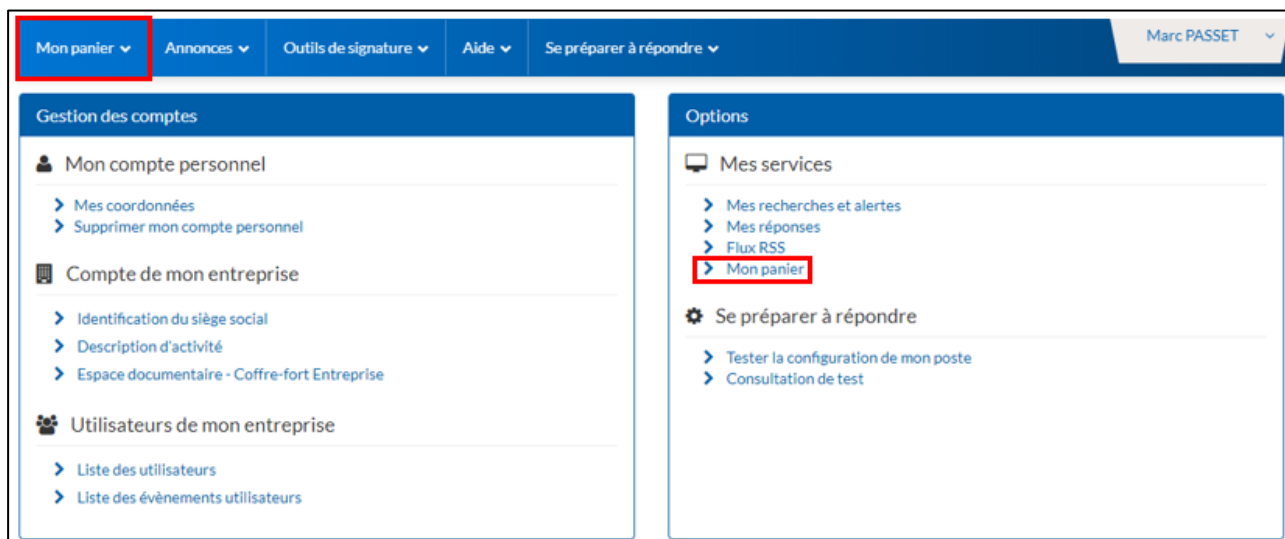 Mon panier
Annonces
Outils de signature
Aide
Se préparer à répondre
Marc PASSET
Gestion des comptes
Mon compte personnel
Mes coordonnées
Supprimer mon compte personnel
Compte de mon entreprise
Identification du siège social
Description d'activité
Espace documentaire - Coffre-fort Entreprise
Utilisateurs de mon entreprise
Liste des utilisateurs
Liste des évènements utilisateurs
Options
Mes services
Mes recherches et alertes
Mes réponses
Flux RSS
Mon panier
Se préparer à répondre
Tester la configuration de mon poste
Consultation de test